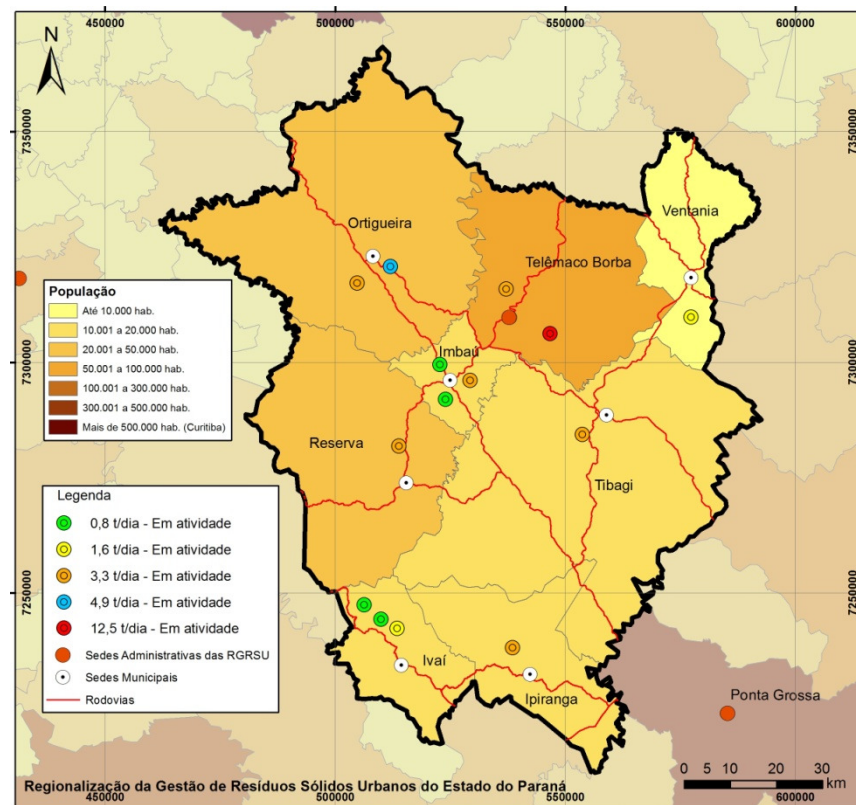 450000
500000
550000
600000
N
7350000
7350000
Ventania
Ortigueira
Telêmaco Borba
População
Até 10.000 hab.
10.001 a 20.000 hab.
20.001 a 50.000 hab.
50.001 a 100.000 hab.
100.001 a 300.000 hab.
300.001 a 500.000 hab.
Mais de 500.000 hab. (Curitiba)
7300000
7300000
Imbaú
Reserva
Tibagi
Legenda
0,8 t/dia - Em atividade
1,6 t/dia - Em atividade
3,3 t/dia - Em atividade
4,9 t/dia - Em atividade
12,5 t/dia - Em atividade
Sedes Administrativas das RGRSU
Sedes Municipais
Rodovias
7250000
7250000
Ivaí
Ipiranga
Ponta Grossa
0 5 10 20 30
km
Regionalização da Gestão de Resíduos Sólidos Urbanos do Estado do Paraná
450000
500000
550000
600000